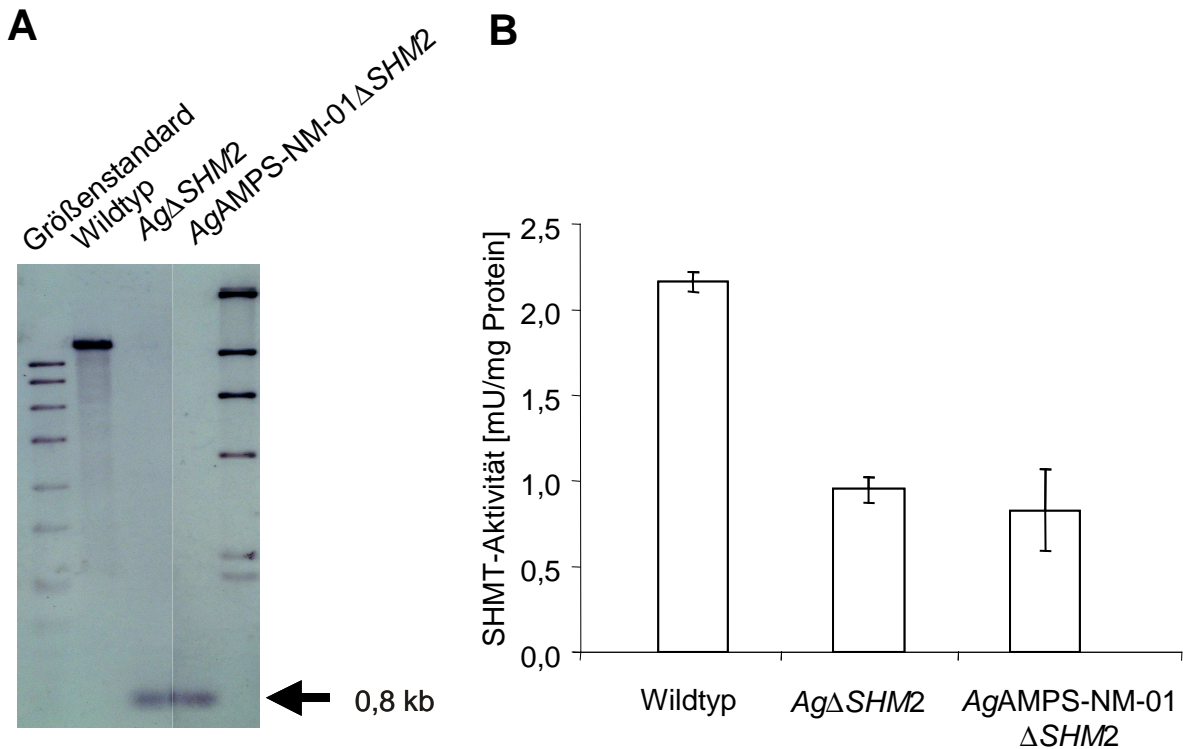 A
Größenstandard
Wildtyp
AgΔSHM2
AgAMPS-NM-01ΔSHM2
0,8 kb
B
SHMT-Aktivität [mU/mg Protein]
2,5
2,0
1,5
1,0
0,5
0,0
Wildtyp
AgΔSHM2
AgAMPS-NM-01
ΔSHM2